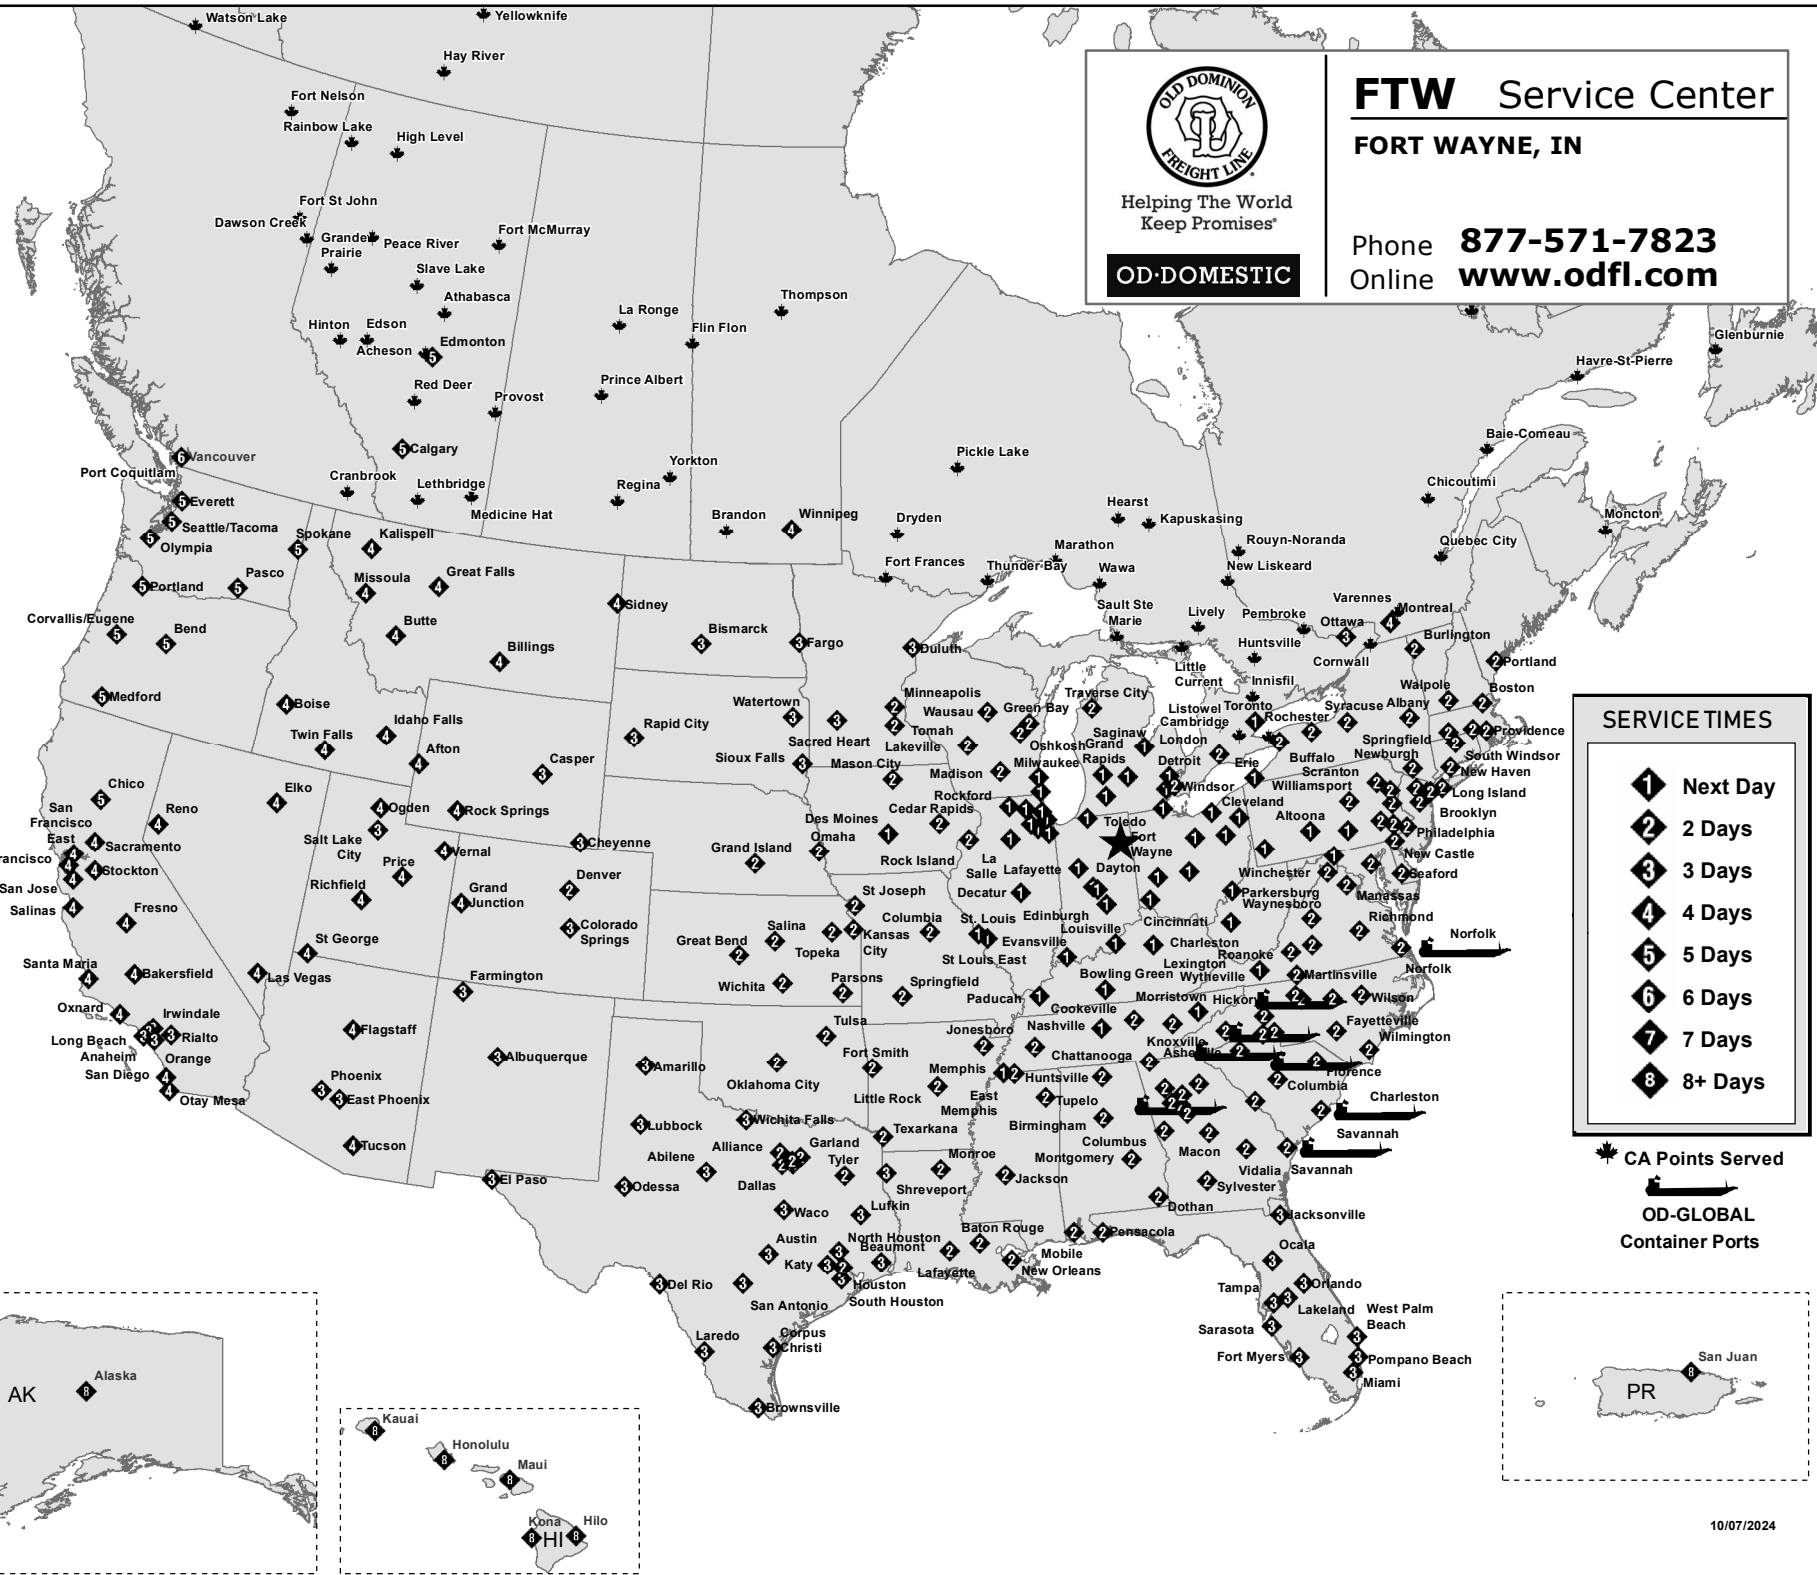 Watson Lake
Yellowknife
Hay River
Fort Nelson
Rainbow Lake
High Level
Fort St John
Dawson Creek
Grande
Prairie
Peace River
Fort McMurray
Slave Lake
Athabasca
Hinton
Edson
Acheson
Edmonton
Red Deer
Provost
La Ronge
Flin Flon
Thompson
Prince Albert
OLD DOMINION
FREIGHT LINE
Helping The World
Keep Promises®
OD·DOMESTIC
FTW Service Center
FORT WAYNE, IN
Phone 877-571-7823
Online www.odfl.com
Glenburnie
Havre-St-Pierre
Baie-Comeau
Chicoutimi
Moncton
Quebec City
Vancouver
Port Coquitlam
Calgary
Cranbrook
Lethbridge
Medicine Hat
Yorkton
Regina
Brandon
Winnipeg
Pickle Lake
Dryden
Fort Frances
Hearst
Kapuskasing
Marathon
Thunder Bay
Wawa
Rouyn-Noranda
New Liskeard
Sault Ste
Marie
Lively
Pembroke
Huntsville
Little
Current
Innisfil
Varennes
Montreal
Ottawa
Cornwall
Burlington
Everett
Seattle/Tacoma
Olympia
Spokane
Kalispell
Portland
Pasco
Missoula
Great Falls
Corvallis/Eugene
Bend
Butte
Billings
Sidney
Bismarck
Fargo
Duluth
Medford
Boise
Twin Falls
Idaho Falls
Afton
Casper
Rapid City
Watertown
Sacred Heart
Sioux Falls
Minneapolis
Wausau
Green Bay
Tomah
Lakeville
Oshkosh
Mason City
Madison
Milwaukee
Rockford
Cedar Rapids
Traverse City
Saginaw
Grand
Rapids
Listowel
Cambridge
London
Toronto
Rochester
Syracuse
Albany
Walpole
Portland
Boston
Providence
Springfield
South Windsor
Newburgh
New Haven
Long Island
Brooklyn
Detroit
Windsor
Erie
Buffalo
Scranton
Williamsport
Cleveland
Altoona
Philadelphia
New Castle
Seaford
Toledo
Fort
Wayne
Chico
Reno
Elko
San
Francisco
East
Sacramento
rancisco
Stockton
San Jose
Salinas
Fresno
Ogden
Salt Lake
City
Rock Springs
Vernal
Price
Richfield
Cheyenne
Denver
Grand
Junction
Colorado
Springs
St George
Santa Maria
Bakersfield
Las Vegas
Oxnard
Irwindale
Long Beach
Rialto
Anaheim
Orange
San Diego
Otay Mesa
Farmington
Flagstaff
Albuquerque
Phoenix
East Phoenix
Tucson
Des Moines
Omaha
Grand Island
Rock Island
La
Salle
Lafayette
Dayton
Decatur
St Joseph
Columbia
St. Louis
Edinburgh
Louisville
Cincinnati
Salina
Topeka
Kansas
City
Great Bend
Wichita
Parsons
Springfield
St Louis East
Evansville
Paducah
Bowling Green
Lexington
Charleston
Winchester
Parkersburg
Waynesboro
Manassas
Richmond
Norfolk
Norfolk
Roanoke
Wytheville
Martinsville
Morristown
Hickory
Wilson
Fayetteville
Wilmington
Cookeville
Nashville
Knoxville
Asheville
Chattanooga
Jonesboro
Memphis
East
Memphis
Huntsville
Tupelo
Birmingham
Florence
Columbia
Charleston
Savannah
Savannah
Tulsa
Fort Smith
Oklahoma City
Little Rock
Amarillo
Lubbock
Wichita Falls
Texarkana
Abilene
Alliance
Garland
Tyler
Dallas
El Paso
Odessa
Waco
Lufkin
Monroe
Shreveport
Jackson
Columbus
Montgomery
Macon
Vidalia
Sylvester
Dothan
Jacksonville
Baton Rouge
Mobile
Pensacola
New Orleans
Lafayette
Austin
North Houston
Beaumont
Katy
Houston
South Houston
Del Rio
San Antonio
Laredo
Corpus
Christi
Brownsville
Ocala
Orlando
Tampa
Lakeland
West Palm
Beach
Sarasota
Fort Myers
Pompano Beach
Miami
SERVICE TIMES
1 Next Day
2 2 Days
3 3 Days
4 4 Days
5 5 Days
6 6 Days
7 7 Days
8 8+ Days
CA Points Served
OD-GLOBAL
Container Ports
AK
Alaska
Kauai
Honolulu
Maui
Kona
Hilo
HI
San Juan
PR
10/07/2024